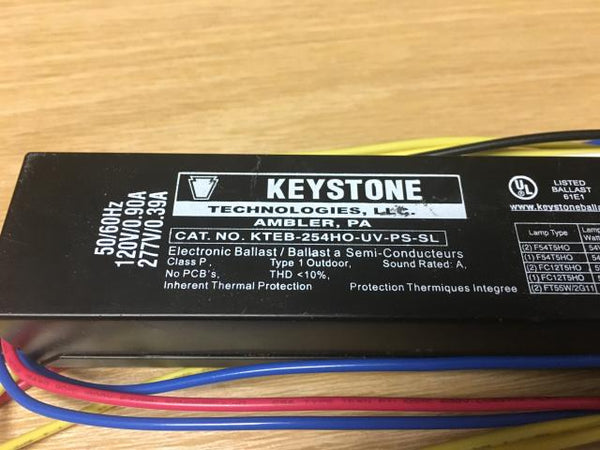 50/60Hz
120V/0.90A
277V/0.39A
KEYSTONE
TECHNOLOGIES, LLC.
AMBLER, PA
CAT. NO. KTEB-254HO-UV-PS-SL
Electronic Ballast / Ballast a Semi-Conducteurs
Class P, Type 1 Outdoor, Sound Rated: A,
No PCB's, THD <10%,
Inherent Thermal Protection Protection Thermiques Integree
UL
LISTED
BALLAST
61E1
Lamp Type
(2) F54T5HO
(1) F54T5HO
(2) FC12T5HO
(1) FC12T5HO
(2) FT55W/2G11